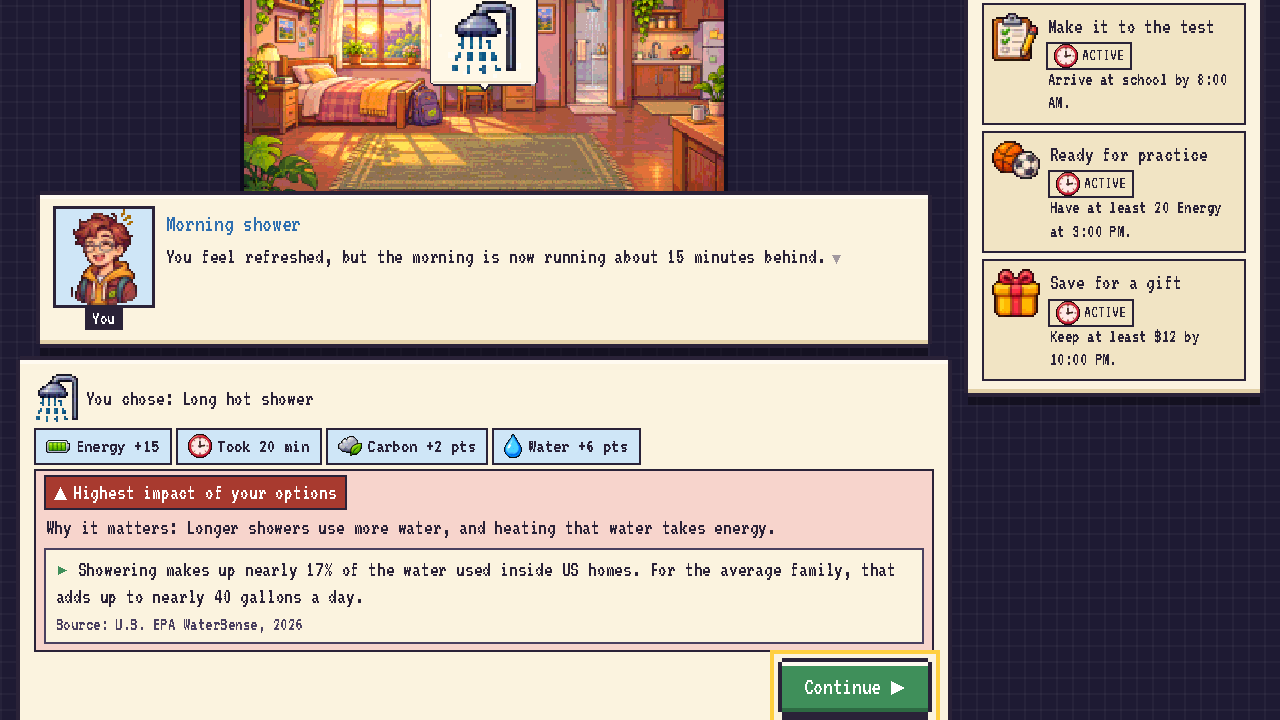 Morning shower
You feel refreshed, but the morning is now running about 15 minutes behind. ▼
You
You chose: Long hot shower
Energy +15
Took 20 min
Carbon +2 pts
Water +6 pts
▲ Highest impact of your options
Why it matters: Longer showers use more water, and heating that water takes energy.
► Showering makes up nearly 17% of the water used inside US homes. For the average family, that
adds up to nearly 40 gallons a day.
Source: U.S. EPA WaterSense, 2026
Continue ►
Make it to the test
ACTIVE
Arrive at school by 8:00
AM.
Ready for practice
ACTIVE
Have at least 20 Energy
at 3:00 PM.
Save for a gift
ACTIVE
Keep at least $12 by
10:00 PM.